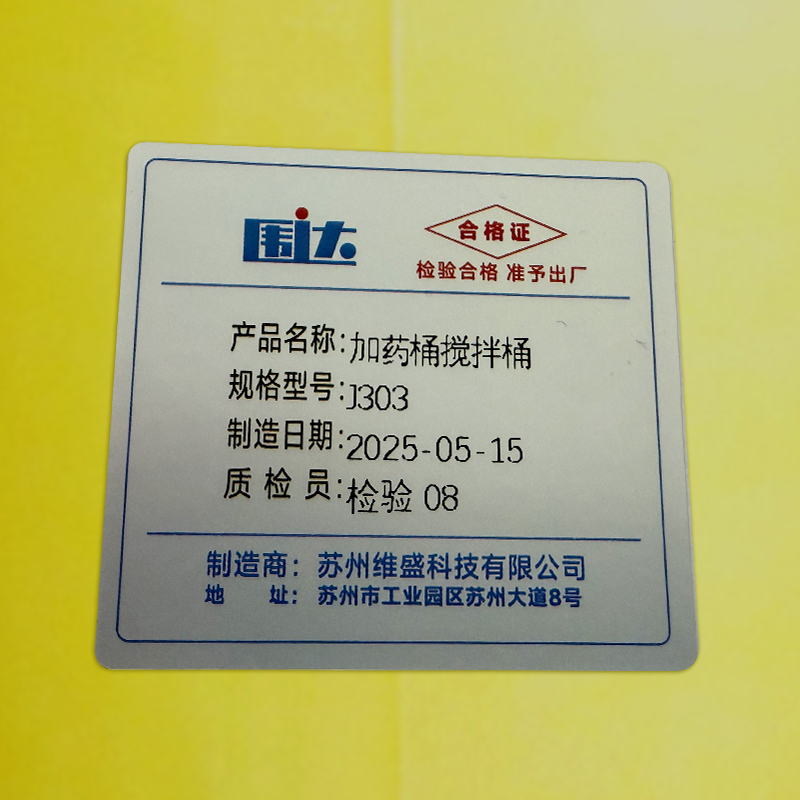 围达
合格证
检验合格 准予出厂
产品名称:加药桶搅拌桶
规格型号:J303
制造日期:2025-05-15
质检员:检验 08
制造商：苏州维盛科技有限公司
地址：苏州市工业园区苏州大道8号